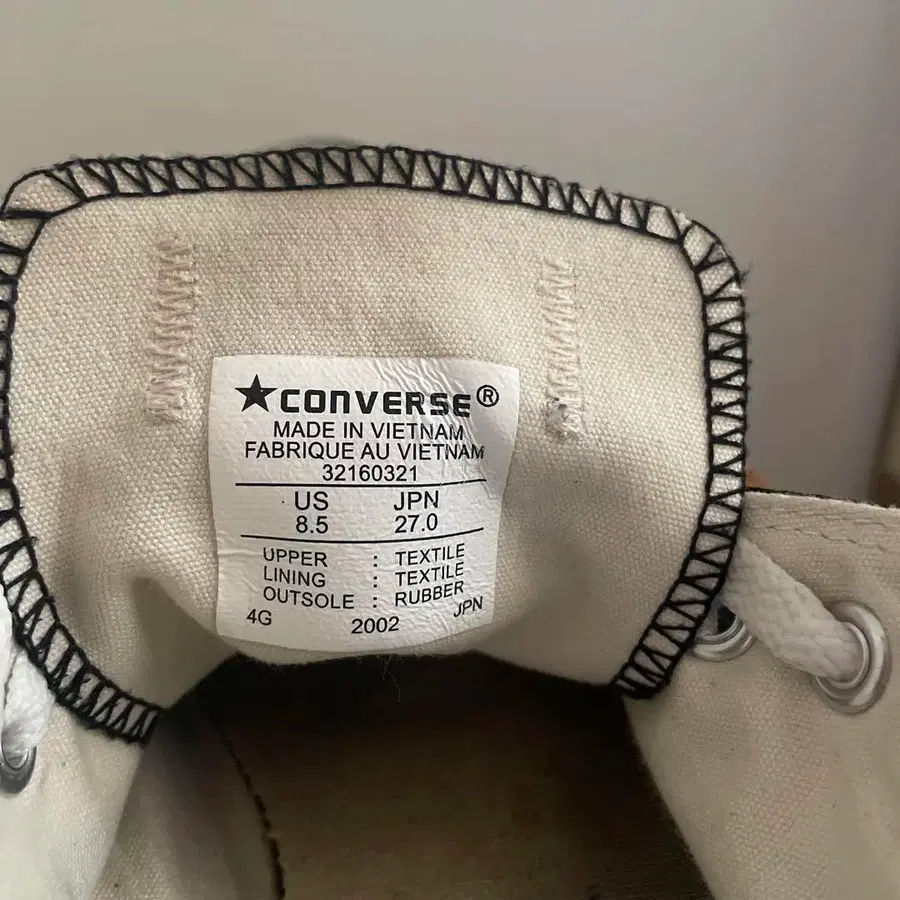 ★CONVERSE®
MADE IN VIETNAM
FABRIQUE AU VIETNAM
32160321
US JPN
8.5 27.0
UPPER : TEXTILE
LINING : TEXTILE
OUTSOLE : RUBBER
4G 2002 JPN